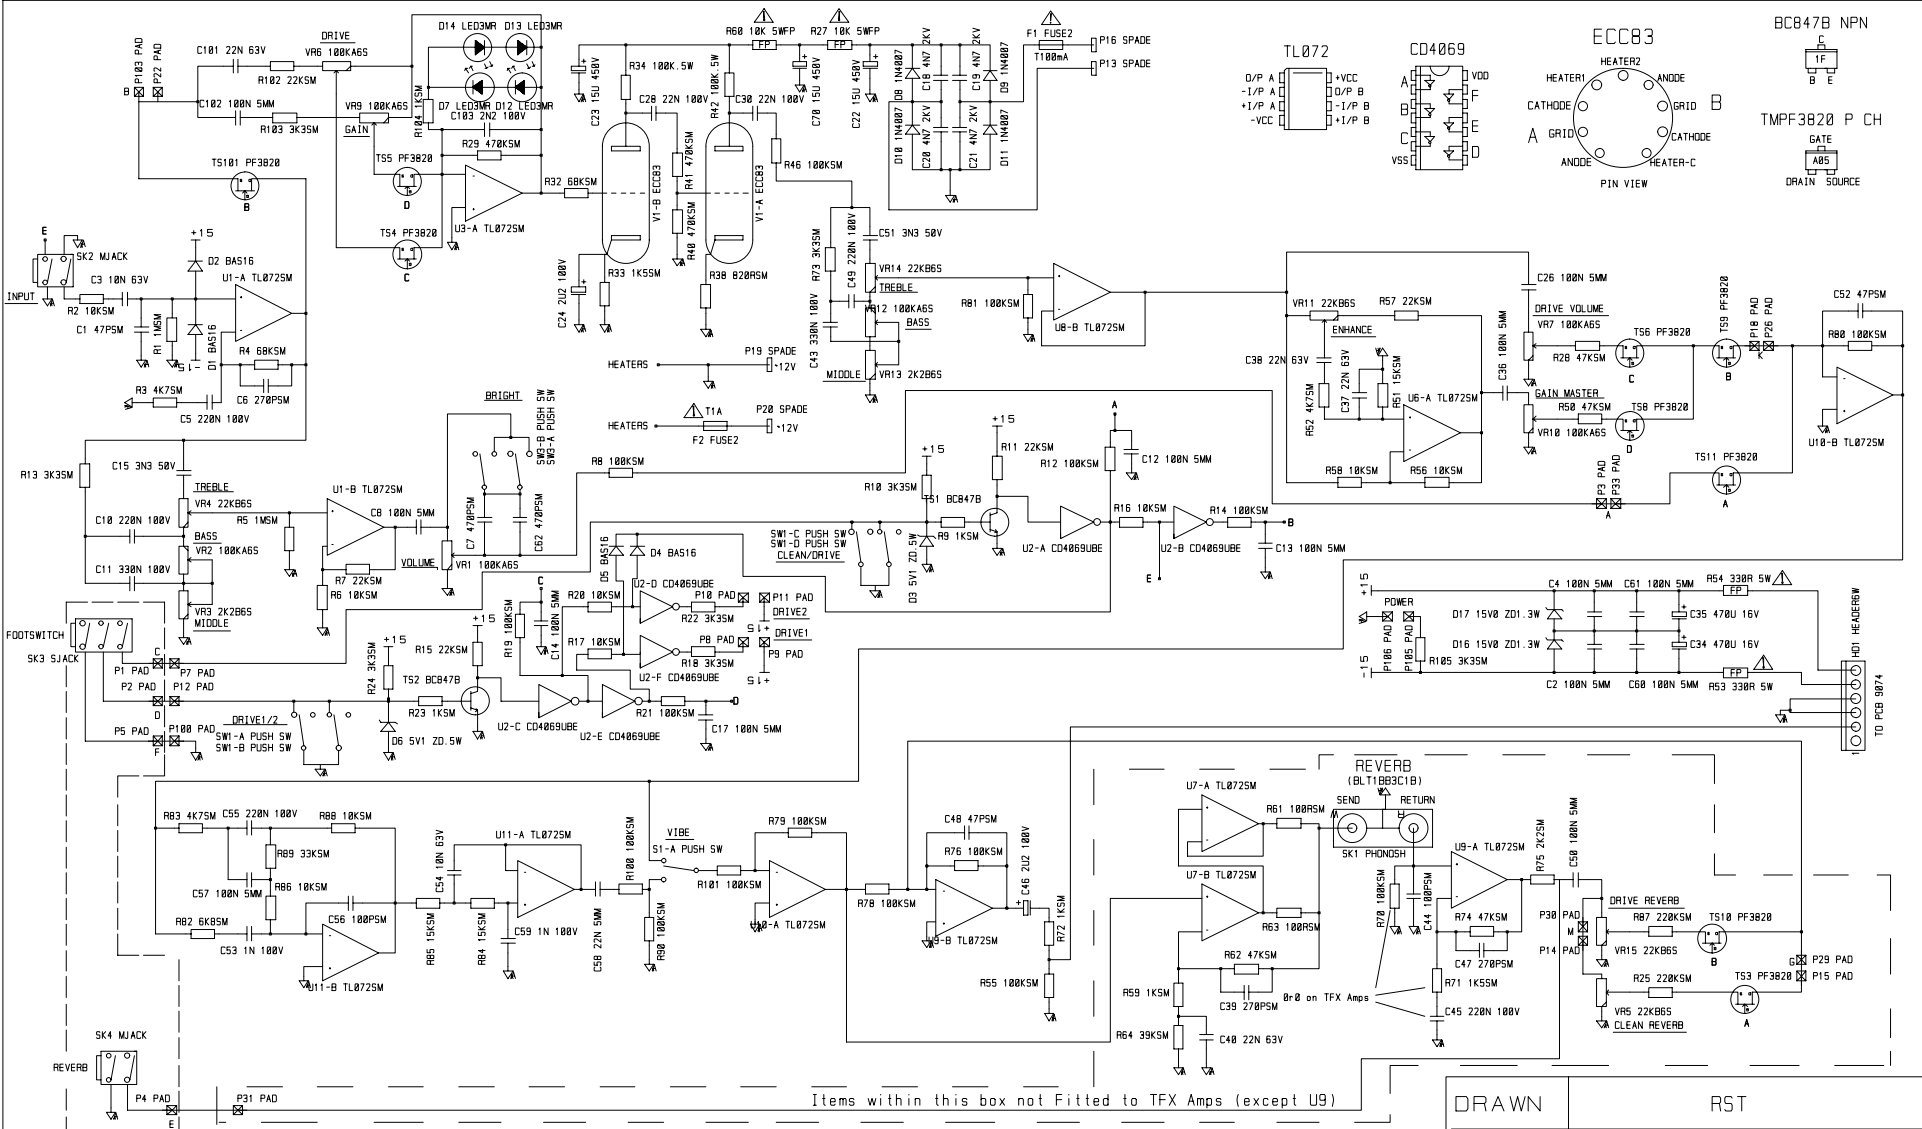 D14 LED3MR D13 LED3MR
DRIVE
VR6 100KA6S
C101 22N 63V
R102 22KSM
P103 PAD
P22 PAD
B
C102 100N 5MM
VR9 100KA6S
R103 3K3SM
GAIN
R104 1K5SM
D7 LED3MR D12 LED3MR
C103 2N2 100V
R29 470KSM
TS101 PF3820
B
TS5 PF3820
D
TS4 PF3820
C
U3-A TL072SM
R32 68KSM
R60 10K 5WFP
FP
R27 10K 5WFP
FP
R34 100K.5W
C23 15U 450V
C28 22N 100V
R42 100K.5W
C30 22N 100V
C70 15U 450V
C22 15U 450V
V1-B ECC83
R41 470KSM
R40 470KSM
V1-A ECC83
R46 100KSM
R33 1K5SM
R38 820RSM
C24 2U2 100V
D8 1N4007
C18 4N7 2KV
C19 4N7 2KV
D9 1N4007
D10 1N4007
C20 4N7 2KV
C21 4N7 2KV
D11 1N4007
F1 FUSE2
T100mA
P16 SPADE
P13 SPADE
TL072
O/P A
-I/P A
+I/P A
-VCC
+VCC
O/P B
-I/P B
+I/P B
CD4069
A
B
C
VSS
VDD
F
E
D
ECC83
HEATER2
HEATER1
ANODE
CATHODE
GRID
B
A
GRID
CATHODE
ANODE
HEATER-C
PIN VIEW
BC847B NPN
C
1F
B E
TMPF3820 P CH
GATE
A05
DRAIN SOURCE
E
SK2 MJACK
INPUT
C3 10N 63V
R2 10KSM
C1 47PSM
R1 1MSM
D1 BAS16
-15
+15
D2 BAS16
U1-A TL072SM
R4 68KSM
C6 270PSM
R3 4K7SM
C5 220N 100V
R73 3K3SM
C49 220N 100V
C51 3N3 50V
VR14 22KB6S
TREBLE
VR12 100KA6S
BASS
C43 330N 100V
MIDDLE
VR13 2K2B6S
R81 100KSM
U8-B TL072SM
HEATERS
P19 SPADE
~12V
HEATERS
T1A
F2 FUSE2
P20 SPADE
~12V
VR11 22KB6S
R57 22KSM
ENHANCE
C38 22N 63V
R52 4K7SM
C37 22N 63V
R51 15KSM
U6-A TL072SM
R58 10KSM
R56 10KSM
C36 100N 5MM
C26 100N 5MM
DRIVE VOLUME
VR7 100KA6S
R28 47KSM
TS6 PF3820
C
GAIN MASTER
R50 47KSM
VR10 100KA6S
TS8 PF3820
D
TS9 PF3820
B
P18 PAD
P26 PAD
K
C52 47PSM
R80 100KSM
U10-B TL072SM
TS11 PF3820
A
P3 PAD
P33 PAD
A
R13 3K3SM
C15 3N3 50V
TREBLE
VR4 22KB6S
C10 220N 100V
BASS
VR2 100KA6S
C11 330N 100V
VR3 2K2B6S
MIDDLE
R5 1MSM
U1-B TL072SM
R7 22KSM
R6 10KSM
C8 100N 5MM
VOLUME
VR1 100KA6S
BRIGHT
SW3-B PUSH SW
SW3-A PUSH SW
C7 470PSM
C62 470PSM
R8 100KSM
R10 3K3SM
+15
TS1 BC847B
R9 1KSM
D3 5V1 ZD.5W
SW1-C PUSH SW
SW1-D PUSH SW
CLEAN/DRIVE
+15
R11 22KSM
R12 100KSM
A
C12 100N 5MM
U2-A CD4069UBE
R16 10KSM
E
U2-B CD4069UBE
R14 100KSM
B
C13 100N 5MM
FOOTSWITCH
SK3 SJACK
C
P1 PAD P7 PAD
P2 PAD P12 PAD
D
P5 PAD P100 PAD
F
DRIVE1/2
SW1-A PUSH SW
SW1-B PUSH SW
R24 3K3SM
+15
D6 5V1 ZD.5W
R15 22KSM
+15
TS2 BC847B
R23 1KSM
R19 100KSM
C
C14 100N 5MM
R20 10KSM
R17 10KSM
D5 BAS16
D4 BAS16
U2-D CD4069UBE
P10 PAD
R22 3K3SM
P11 PAD
DRIVE2
+15
P8 PAD
DRIVE1
R18 3K3SM
P9 PAD
+15
U2-F CD4069UBE
U2-C CD4069UBE
U2-E CD4069UBE
R21 100KSM
D
C17 100N 5MM
+15
-15
POWER
P106 PAD
P105 PAD
R105 3K3SM
D17 15V0 ZD1.3W
D16 15V0 ZD1.3W
C4 100N 5MM
C61 100N 5MM
R54 330R 5W
FP
C35 470U 16V
C34 470U 16V
C2 100N 5MM
C60 100N 5MM
FP
R53 330R 5W
HD1 HEADER6W
TO PCB 9074
1
R83 4K7SM
C55 220N 100V
R88 10KSM
R89 33KSM
C57 100N 5MM
R86 10KSM
R82 6K8SM
C53 1N 100V
C56 100PSM
U11-B TL072SM
R85 15KSM
C54 10N 63V
R84 15KSM
U11-A TL072SM
C59 1N 100V
C58 22N 5MM
R100 100KSM
R90 100KSM
VIBE
S1-A PUSH SW
R101 100KSM
R79 100KSM
U10-A TL072SM
R78 100KSM
C48 47PSM
R76 100KSM
U9-B TL072SM
C46 2U2 100V
R72 1KSM
R55 100KSM
U7-A TL072SM
R61 100RSM
U7-B TL072SM
R63 100RSM
R62 47KSM
C39 270PSM
R59 1KSM
R64 39KSM
C40 22N 63V
REVERB
(BLT1BB3C1B)
SEND
RETURN
SK1 PHONOSH
R70 100KSM
C44 100PSM
0r0 on TFX Amps
U9-A TL072SM
R74 47KSM
C47 270PSM
R71 1K5SM
C45 220N 100V
R75 2K2SM
C50 100N 5MM
P30 PAD
M
P14 PAD
DRIVE REVERB
R87 220KSM
VR15 22KB6S
TS10 PF3820
B
R25 220KSM
VR5 22KB6S
CLEAN REVERB
TS3 PF3820
A
G
P29 PAD
P15 PAD
SK4 MJACK
REVERB
P4 PAD
E
P31 PAD
Items within this box not Fitted to TFX Amps (except U9)
DRAWN
RST